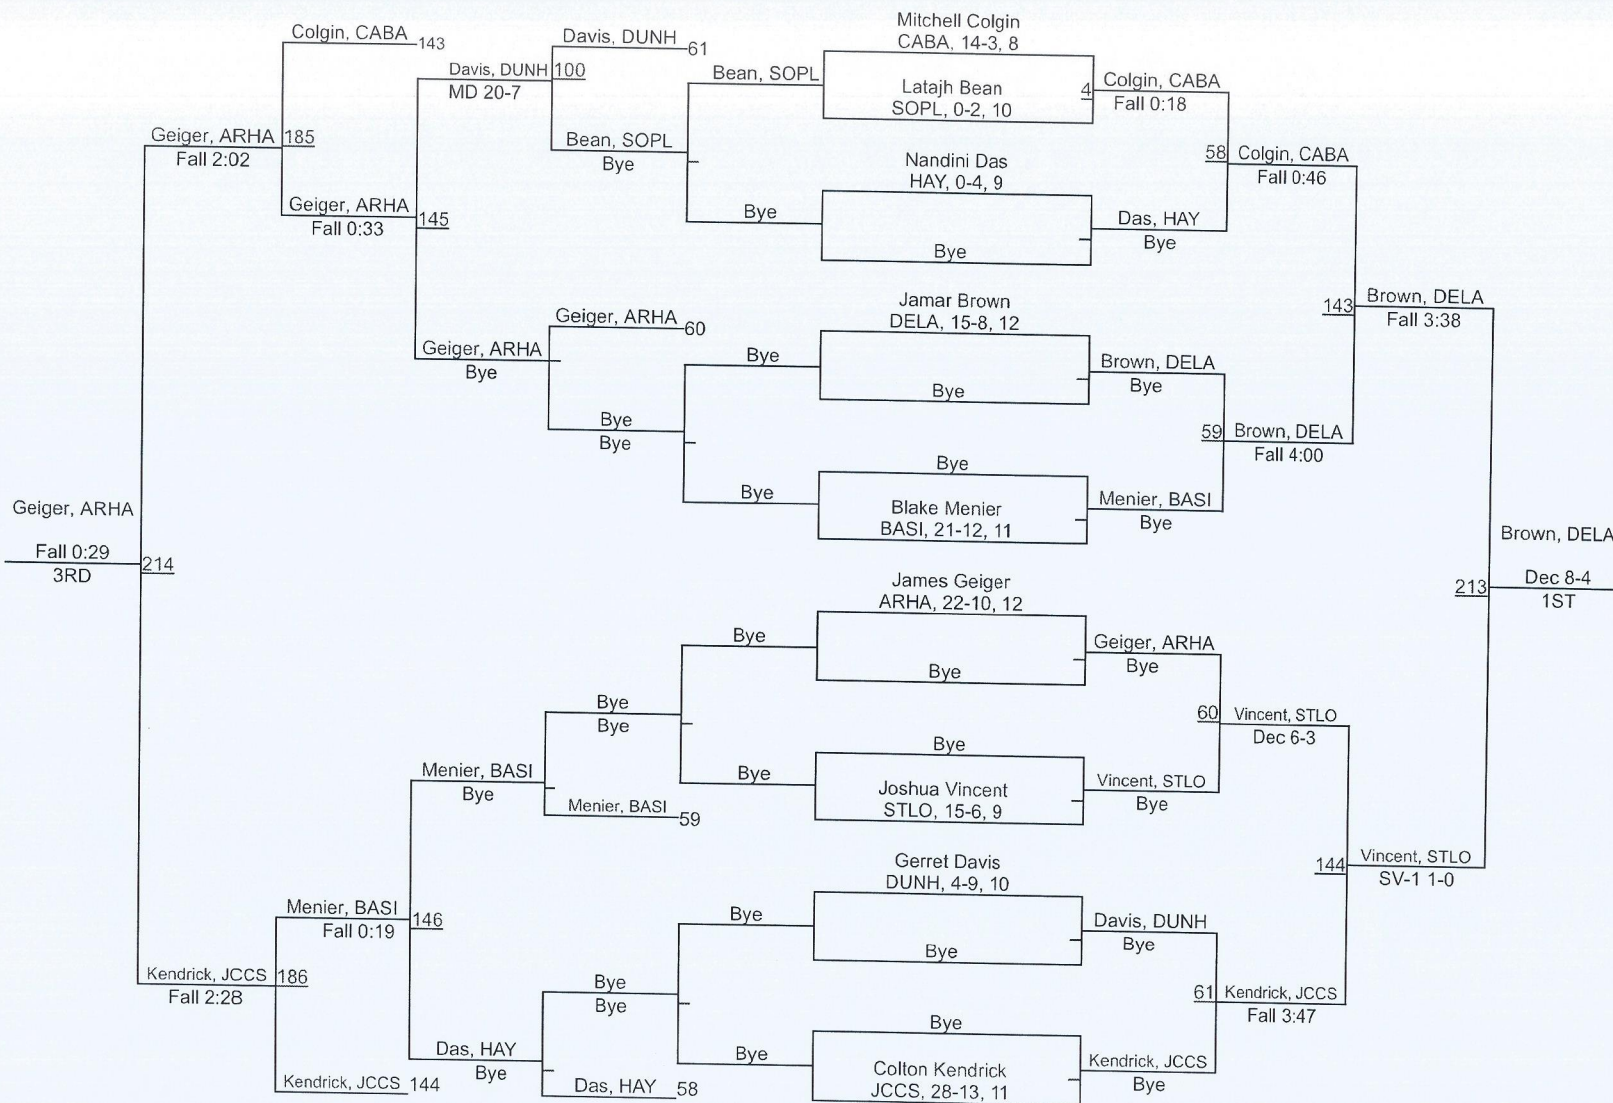 Mitchell Colgin
CABA, 14-3, 8
Latajh Bean
SOPL, 0-2, 10
4
Nandini Das
HAY, 0-4, 9
Bye
Jamar Brown
DELA, 15-8, 12
Bye
Bye
Blake Menier
BASI, 21-12, 11
James Geiger
ARHA, 22-10, 12
Bye
Bye
Joshua Vincent
STLO, 15-6, 9
Gerret Davis
DUNH, 4-9, 10
Bye
Bye
Colton Kendrick
JCCS, 28-13, 11
Colgin, CABA
Fall 0:18
Das, HAY
Bye
Brown, DELA
Bye
Menier, BASI
Bye
Geiger, ARHA
Bye
Vincent, STLO
Bye
Davis, DUNH
Bye
Kendrick, JCCS
Bye
58
Colgin, CABA
Fall 0:46
59
Brown, DELA
Fall 4:00
60
Vincent, STLO
Dec 6-3
61
Kendrick, JCCS
Fall 3:47
143
Brown, DELA
Fall 3:38
144
Vincent, STLO
SV-1 1-0
Brown, DELA
213
Dec 8-4
1ST
Bean, SOPL
Bye
Bye
Bye
Bye
Bye
Bye
Bye
Davis, DUNH
61
Bean, SOPL
Bye
Geiger, ARHA
60
Bye
Bye
Bye
Bye
Menier, BASI
59
Bye
Bye
Das, HAY
58
Davis, DUNH
100
MD 20-7
Geiger, ARHA
Bye
Menier, BASI
Bye
Das, HAY
Bye
Colgin, CABA
143
Geiger, ARHA
145
Fall 0:33
Menier, BASI
146
Fall 0:19
Kendrick, JCCS
144
Geiger, ARHA
185
Fall 2:02
Kendrick, JCCS
186
Fall 2:28
Geiger, ARHA
Fall 0:29
214
3RD